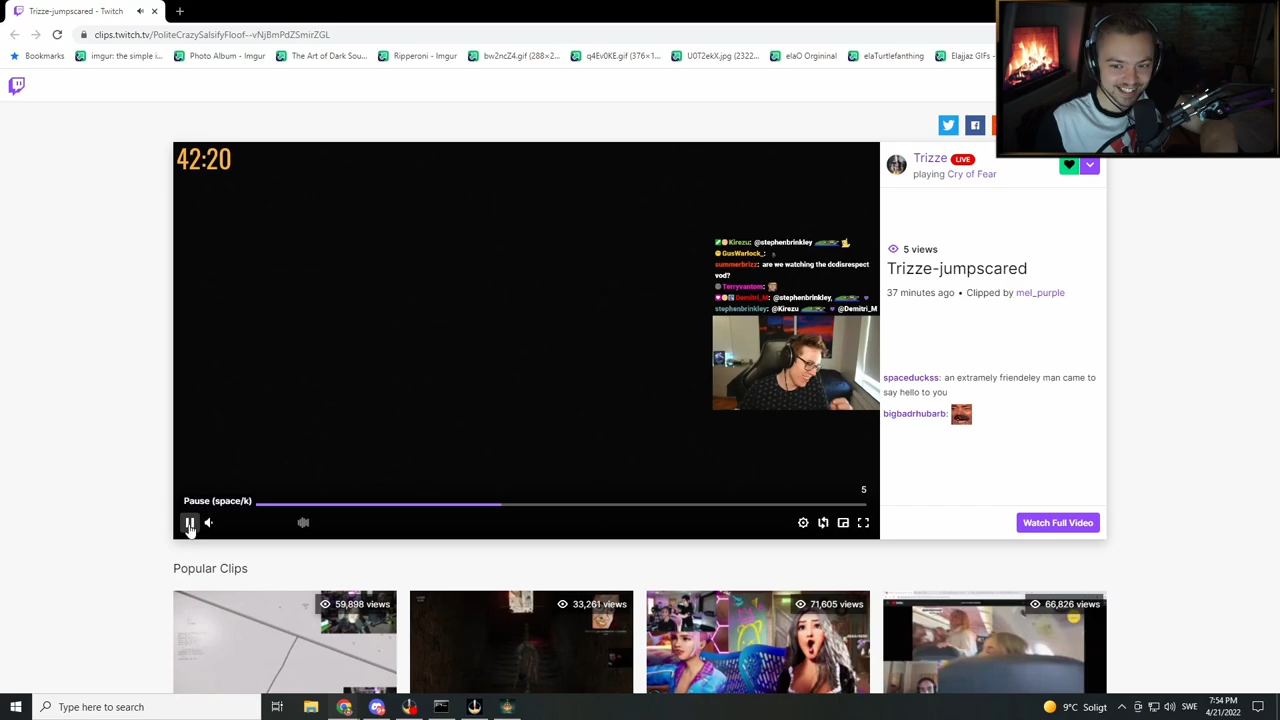 Trizze-jumpscared - Twitch
clips.twitch.tv/PoliteCrazySalsifyFloof--vNjBmPdZSmirZGL
Bookmarks
imgur: the simple i...
Photo Album - Imgur
The Art of Dark Sou...
Ripperoni - Imgur
bw2ncZ4.gif (288×2...
q4Ev0KE.gif (376×1...
U0T2ekX.jpg (2322...
elaO Orgininal
elaTurtlefanthing
Elajjaz GIFs -
42:20
Kirezu: @stephenbrinkley
GusWarlock_:
summerbrizz: are we watching the dcdisrespect
vod?
Terryvantom:
Demitri_M: @stephenbrinkley,
stephenbrinkley: @Kirezu @Demitri_M
5
Pause (space/k)
Trizze LIVE
playing Cry of Fear
5 views
Trizze-jumpscared
37 minutes ago • Clipped by mel_purple
spaceduckss: an extramely friendeley man came to
say hello to you
bigbadrhubarb:
Watch Full Video
Popular Clips
59,898 views
33,261 views
71,605 views
66,826 views
Type here to search
9°C Soligt
SWE
7:54 PM
4/21/2022